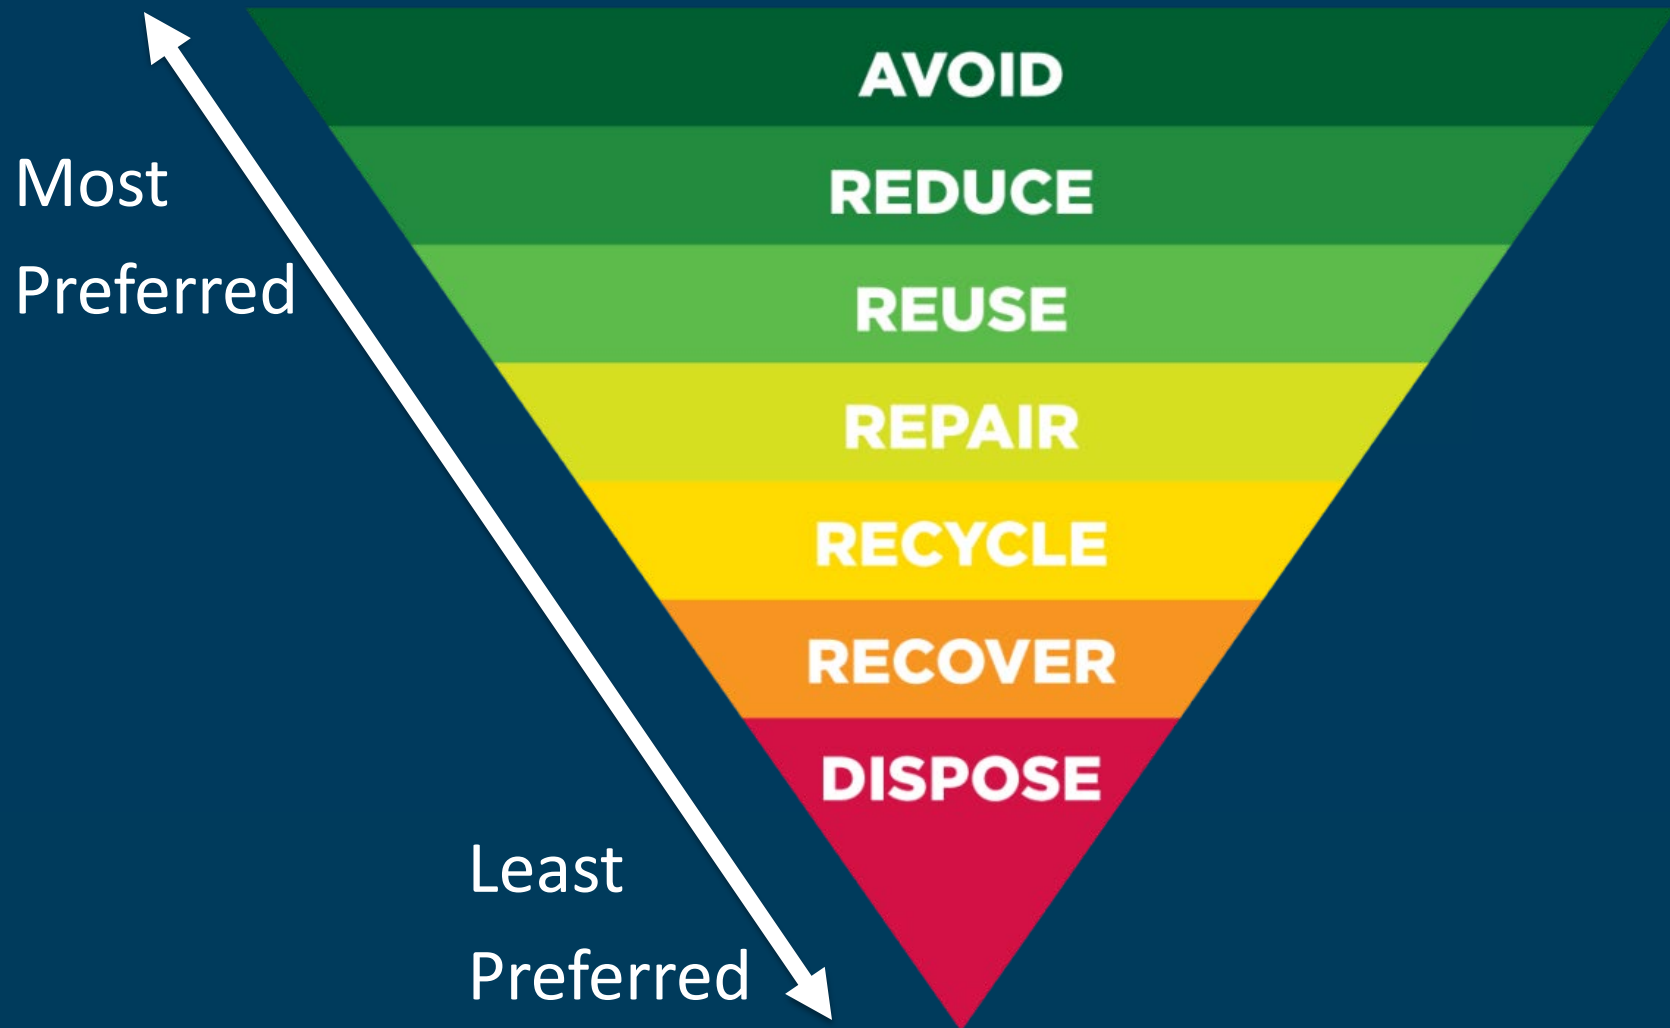 AVOID
REDUCE
REUSE
REPAIR
RECYCLE
RECOVER
DISPOSE
Most
Preferred
Least
Preferred